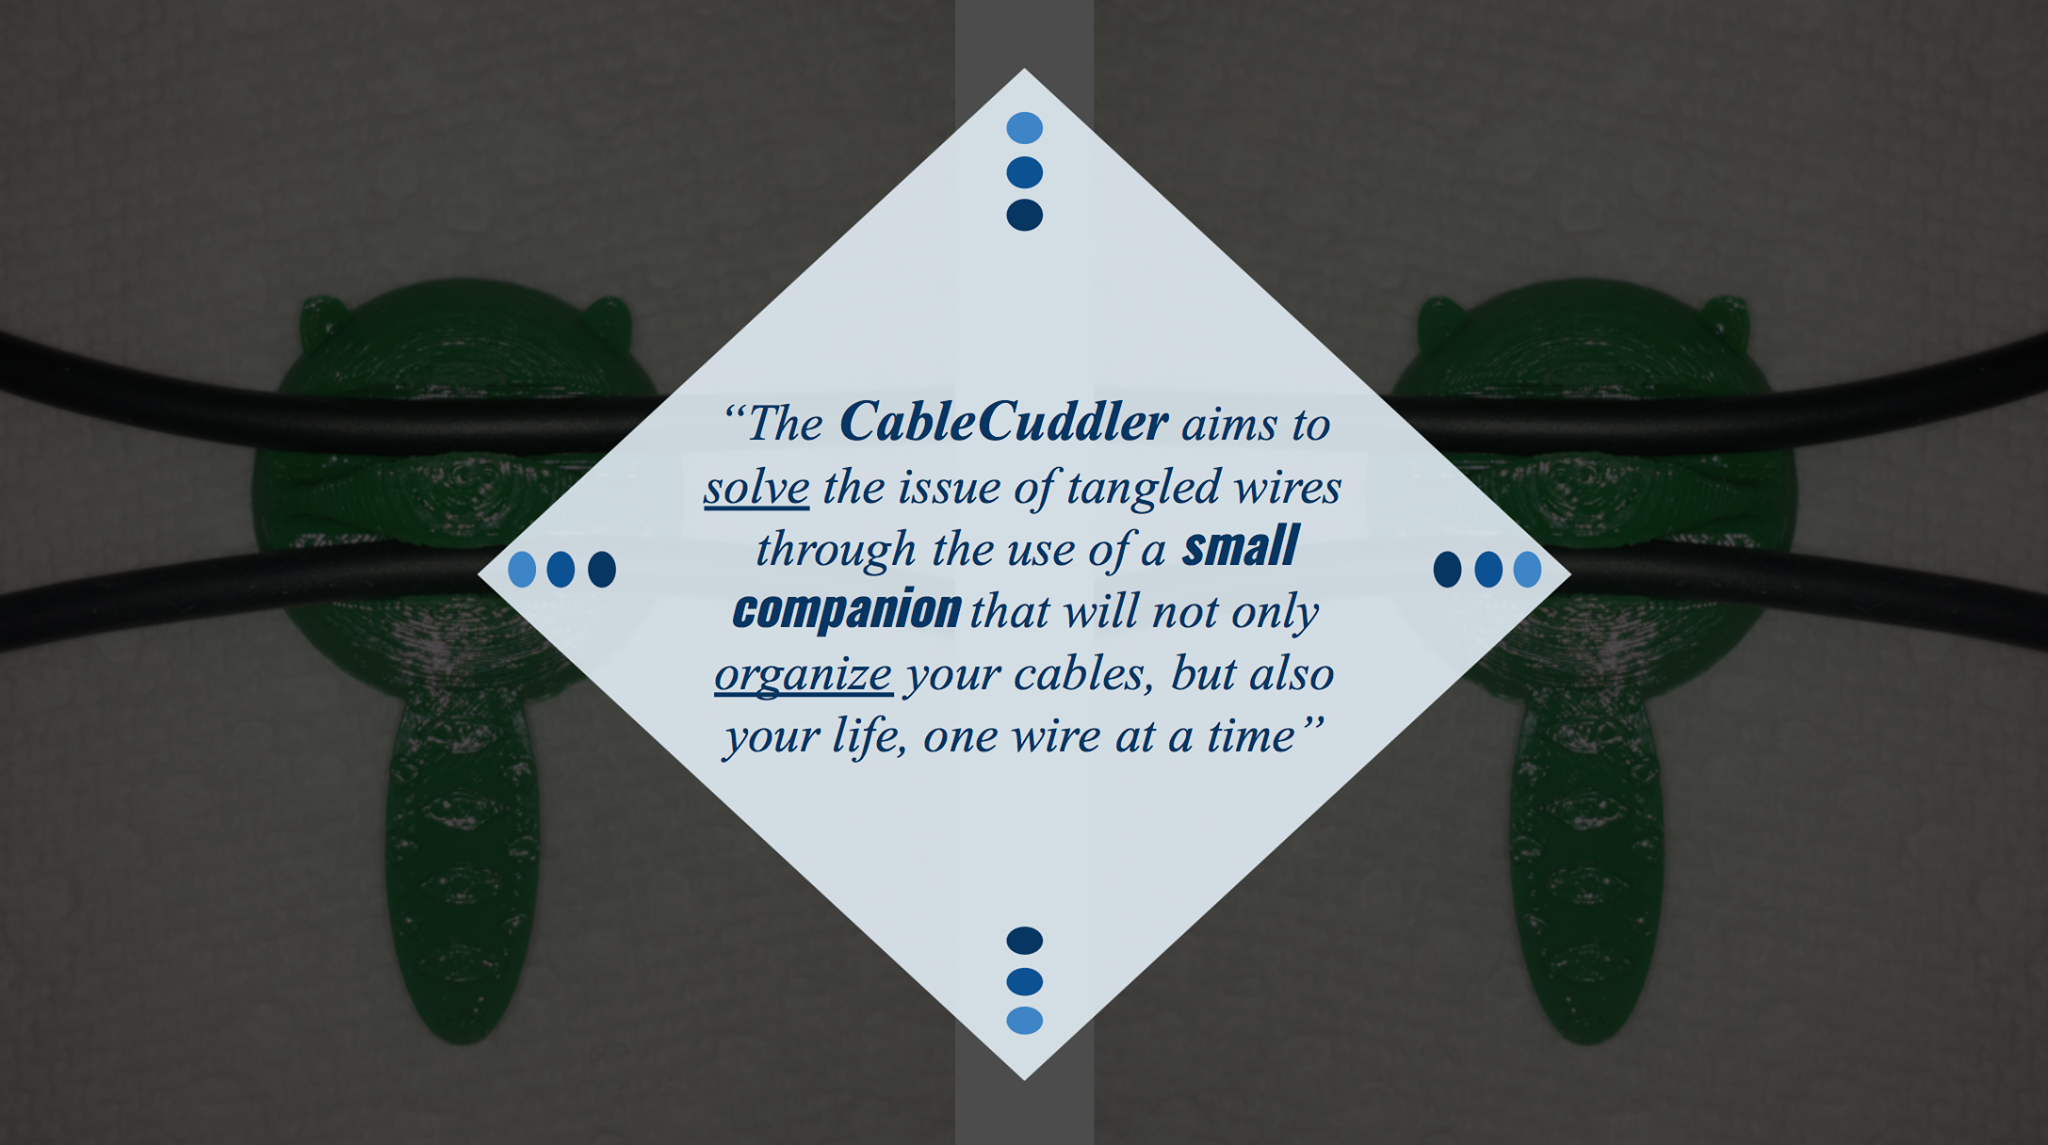 “The CableCuddler aims to
solve the issue of tangled wires
through the use of a small
companion that will not only
organize your cables, but also
your life, one wire at a time”